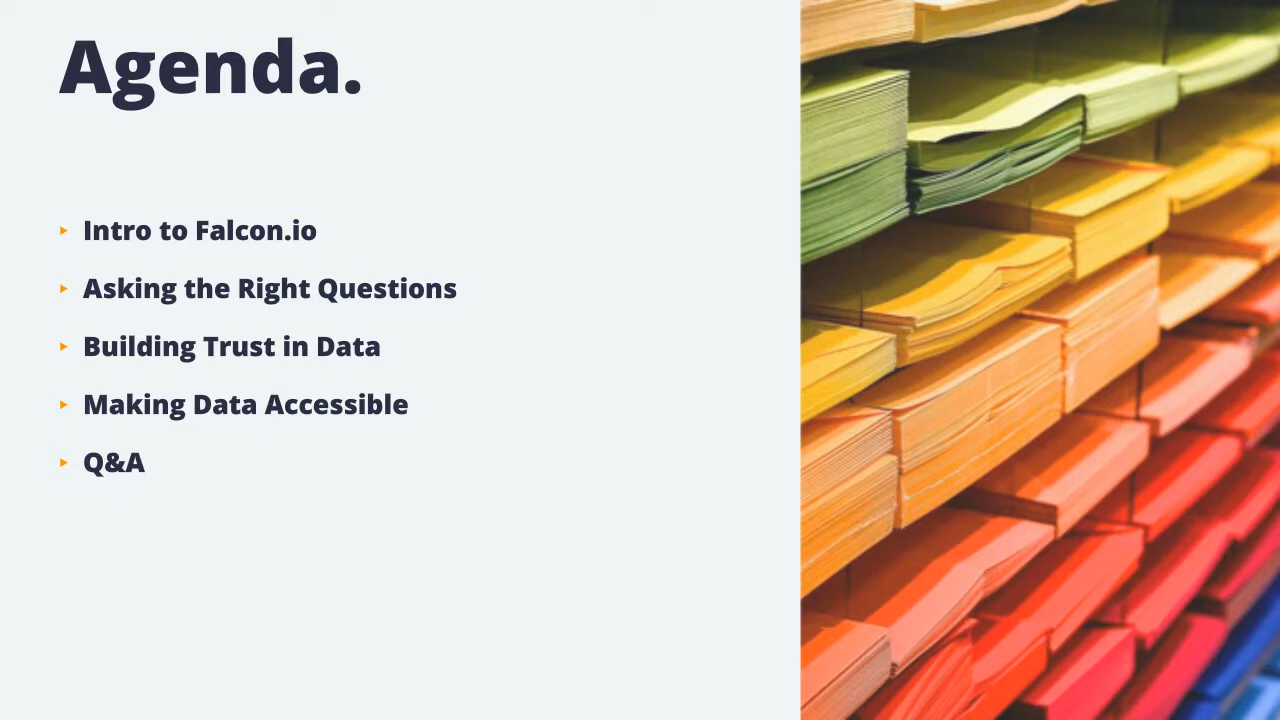 Agenda.
Intro to Falcon.io
Asking the Right Questions
Building Trust in Data
Making Data Accessible
Q&A